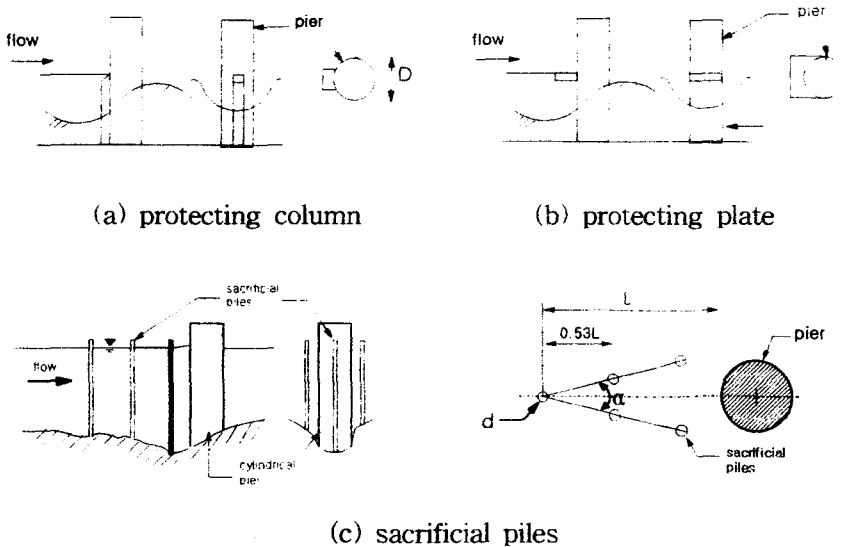 pier
flow
D
(a) protecting column
pier
flow
(b) protecting plate
sacrificial
piles
flow
cylindrical
pier
L
0.53L
pier
α
d
sacrificial
piles
(c) sacrificial piles